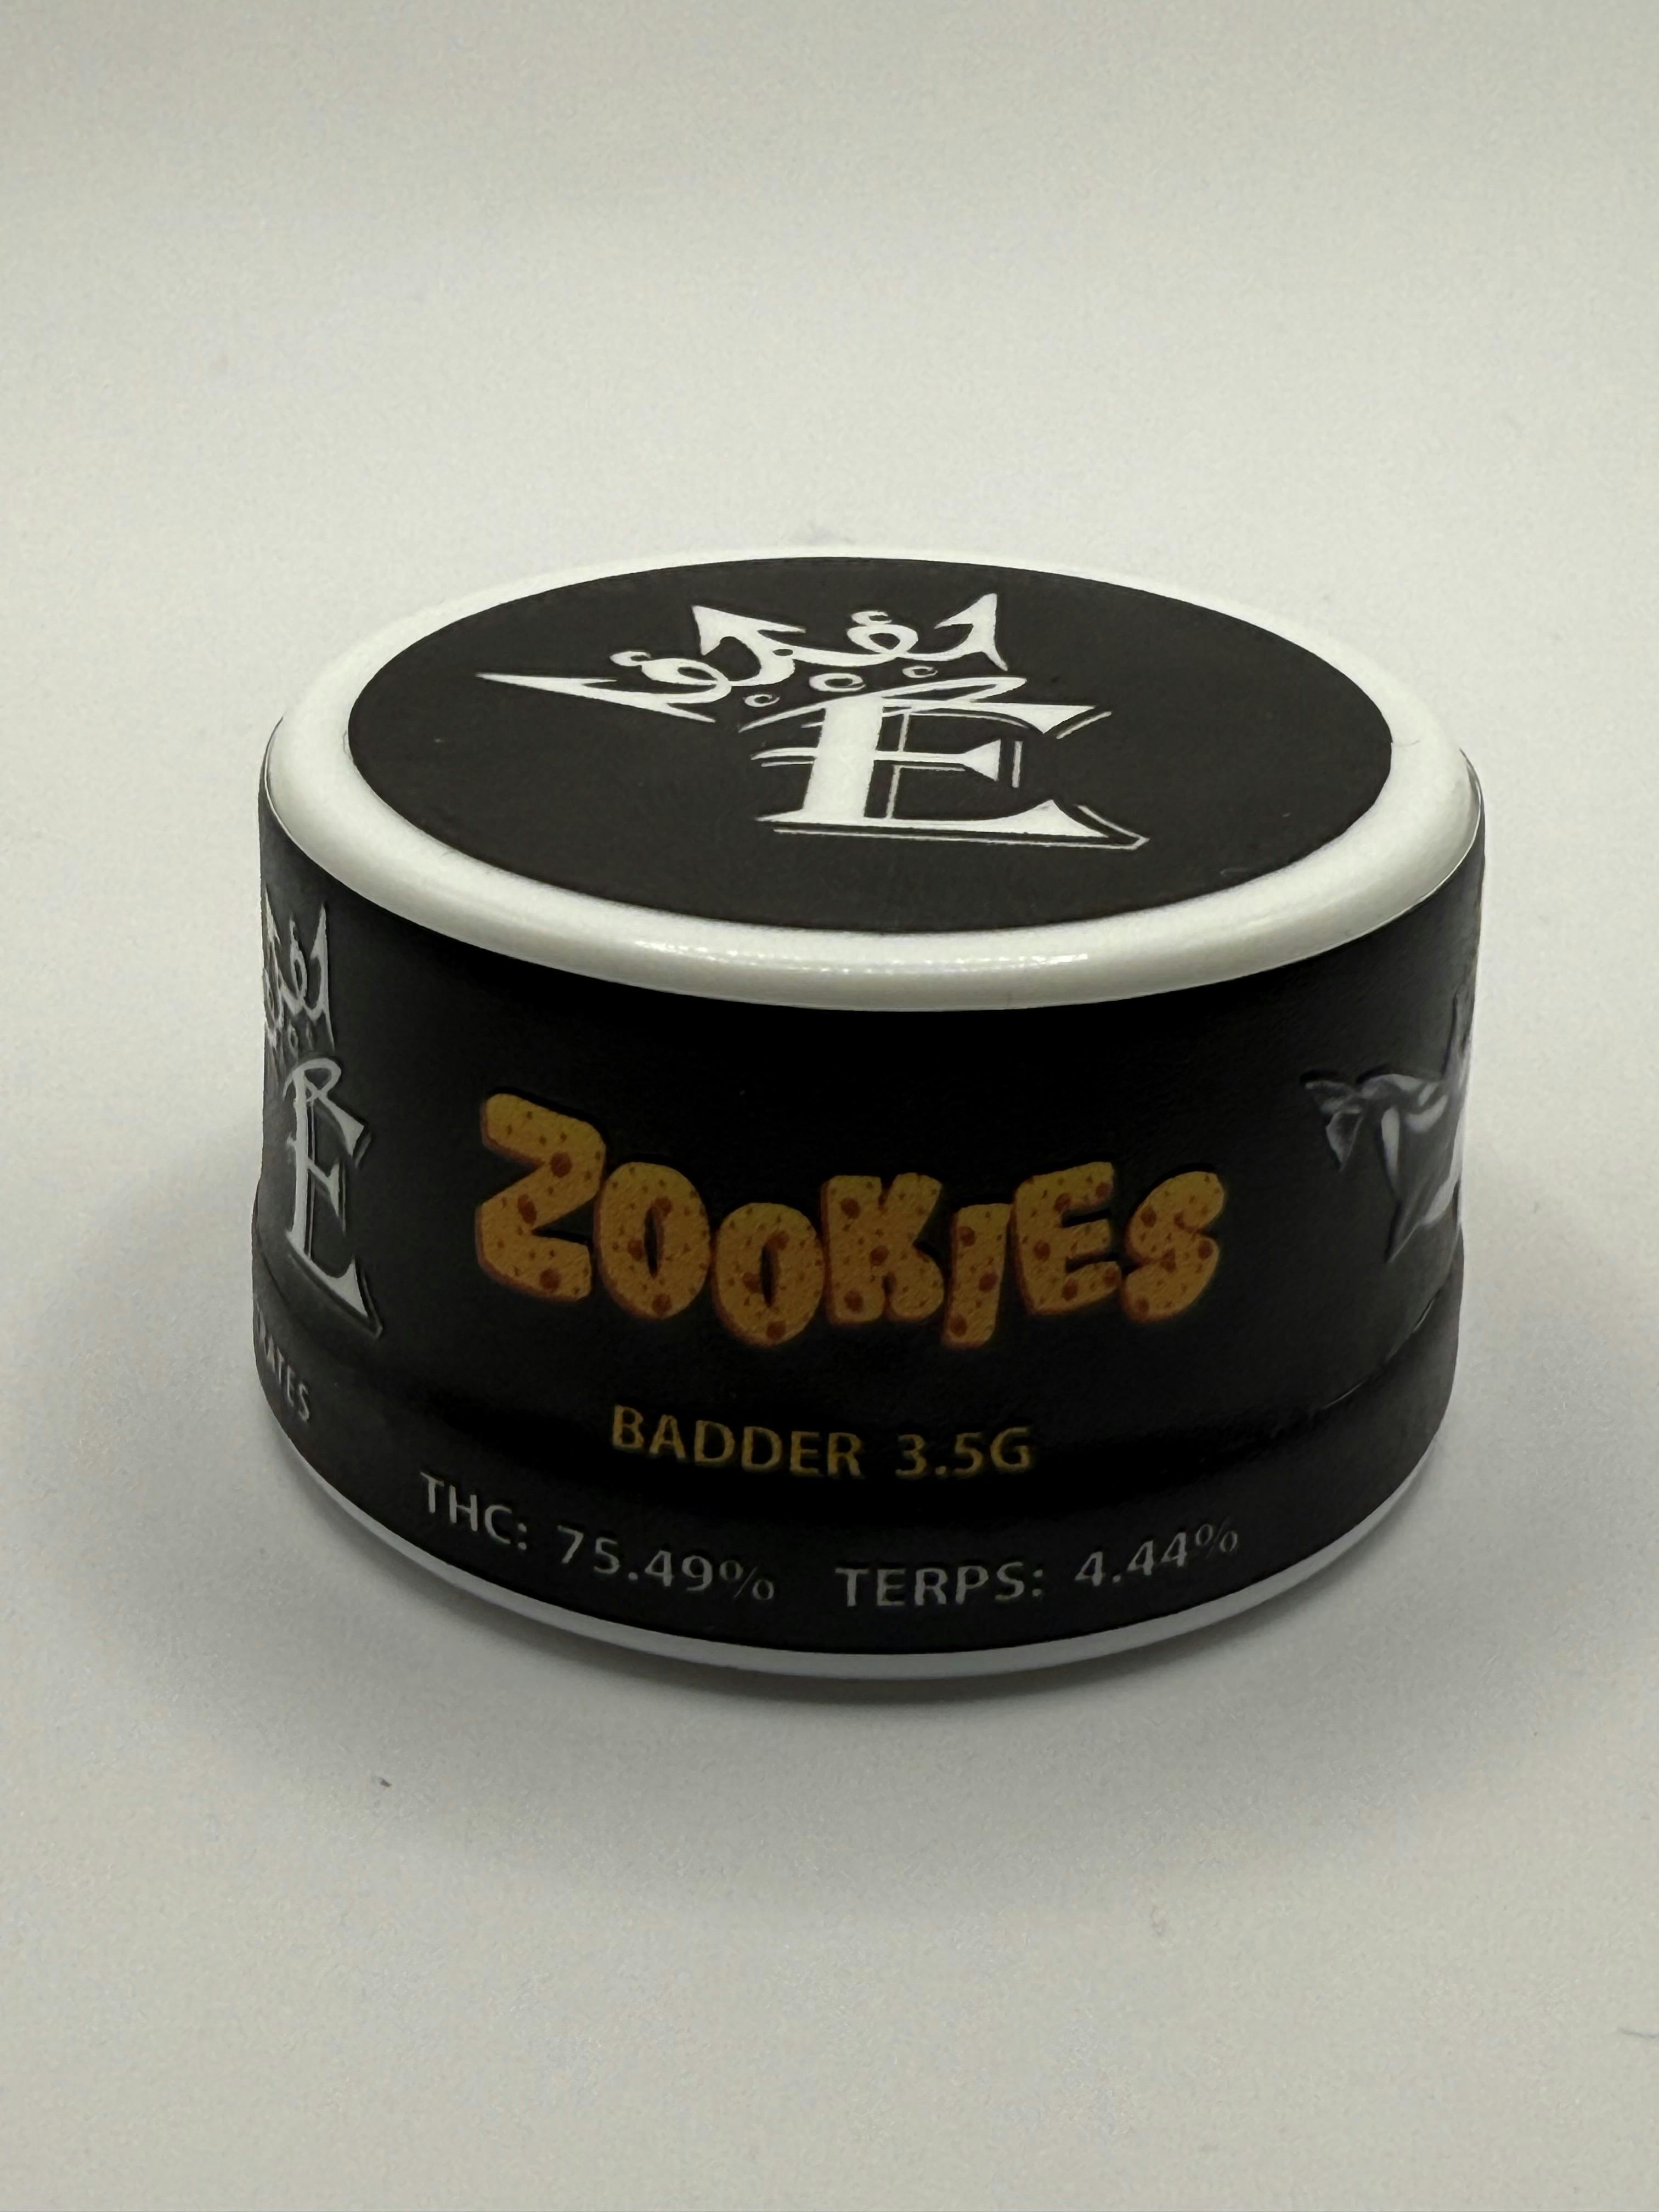 E
E
ZOOKIES
BADDER 3.5G
THC: 75.49% TERPS: 4.44%